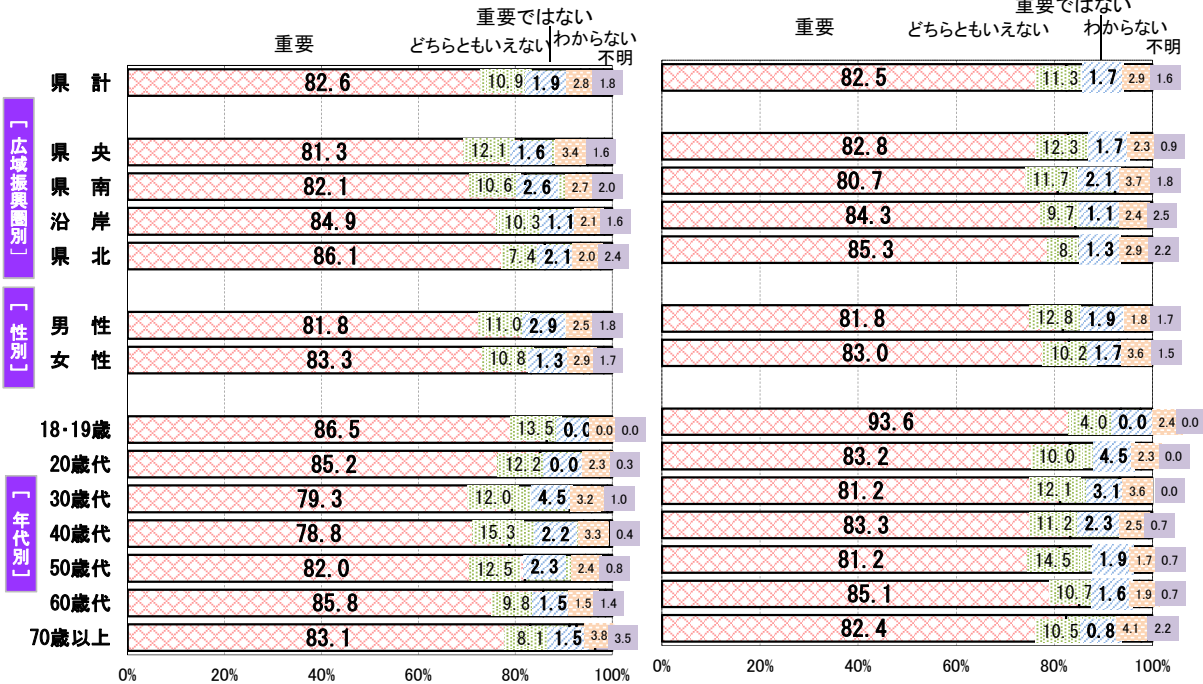 重要ではない
重要 どちらともいえない わからない
不明
県 計 82.6 10.9 1.9 2.8 1.8
[広域振興圏別]
県 央 81.3 12.1 1.6 3.4 1.6
県 南 82.1 10.6 2.6 2.7 2.0
沿 岸 84.9 10.3 1.1 2.1 1.6
県 北 86.1 7.4 2.1 2.0 2.4
[性別]
男 性 81.8 11.0 2.9 2.5 1.8
女 性 83.3 10.8 1.3 2.9 1.7
[年代別]
18・19歳 86.5 13.5 0.0 0.0 0.0
20歳代 85.2 12.2 0.0 2.3 0.3
30歳代 79.3 12.0 4.5 3.2 1.0
40歳代 78.8 15.3 2.2 3.3 0.4
50歳代 82.0 12.5 2.3 2.4 0.8
60歳代 85.8 9.8 1.5 1.5 1.4
70歳以上 83.1 8.1 1.5 3.8 3.5
0% 20% 40% 60% 80% 100%
重要ではない
重要 どちらともいえない わからない
不明
82.5 11.3 1.7 2.9 1.6
82.8 12.3 1.7 2.3 0.9
80.7 11.7 2.1 3.7 1.8
84.3 9.7 1.1 2.4 2.5
85.3 8. 1.3 2.9 2.2
81.8 12.8 1.9 1.8 1.7
83.0 10.2 1.7 3.6 1.5
93.6 4.0 0.0 2.4 0.0
83.2 10.0 4.5 2.3 0.0
81.2 12.1 3.1 3.6 0.0
83.3 11.2 2.3 2.5 0.7
81.2 14.5 1.9 1.7 0.7
85.1 10.7 1.6 1.9 0.7
82.4 10.5 0.8 4.1 2.2
0% 20% 40% 60% 80% 100%